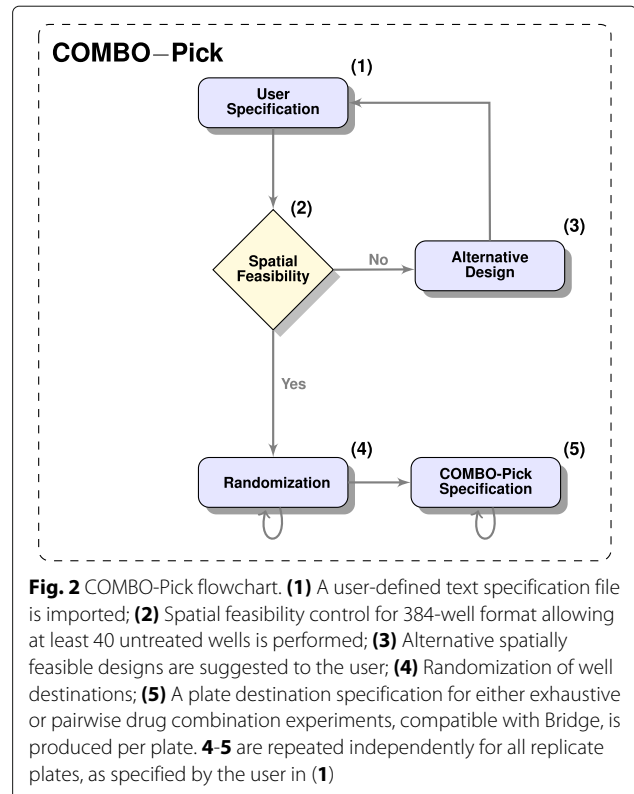 COMBO–Pick
(1)
User
Specification
(2)
Spatial
Feasibility
No
(3)
Alternative
Design
Yes
(4)
Randomization
(5)
COMBO-Pick
Specification
Fig. 2 COMBO-Pick flowchart. (1) A user-defined text specification file
is imported; (2) Spatial feasibility control for 384-well format allowing
at least 40 untreated wells is performed; (3) Alternative spatially
feasible designs are suggested to the user; (4) Randomization of well
destinations; (5) A plate destination specification for either exhaustive
or pairwise drug combination experiments, compatible with Bridge, is
produced per plate. 4-5 are repeated independently for all replicate
plates, as specified by the user in (1)